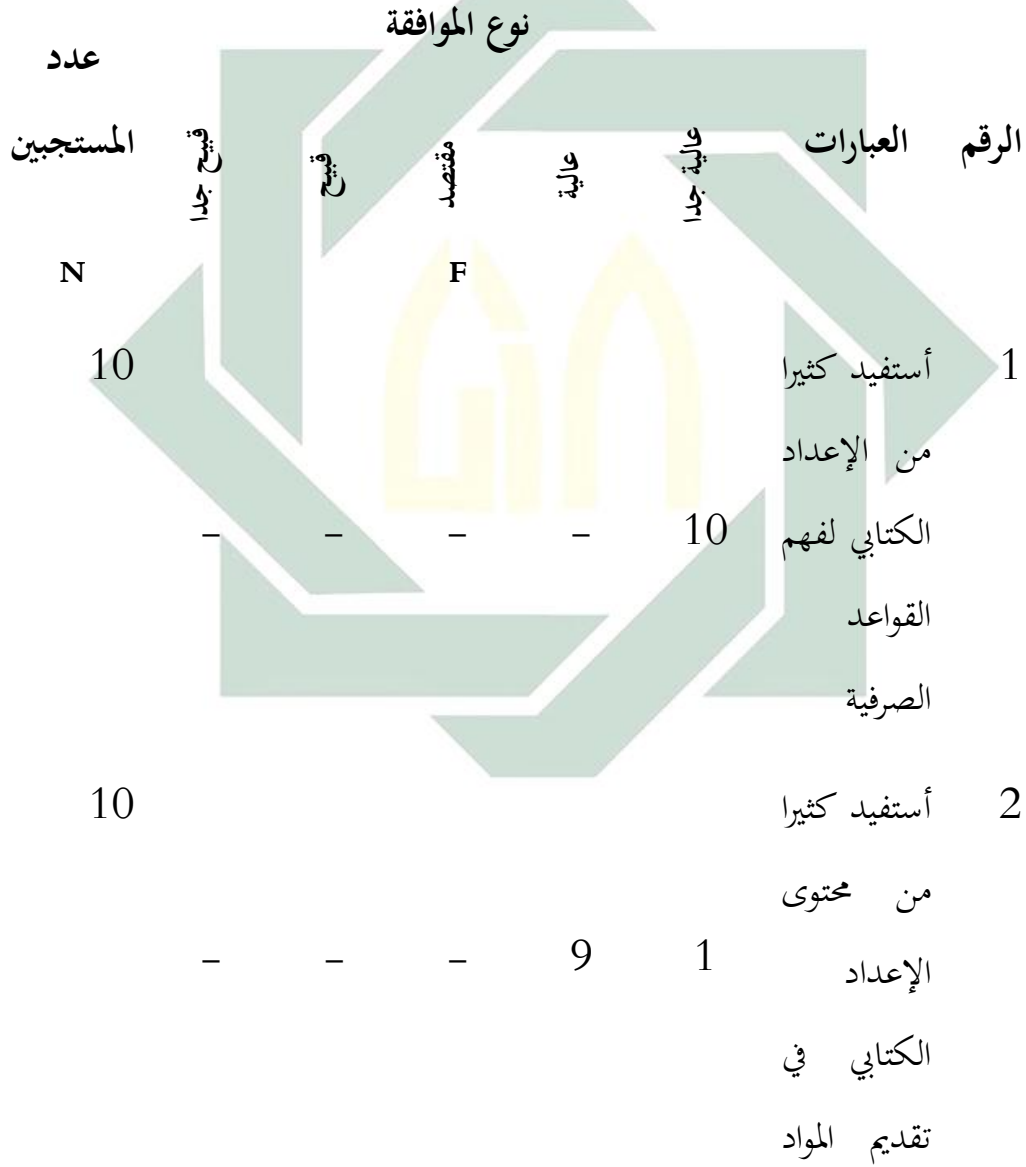 نوع الموافقة
عدد
الرقم العبارات عالية جدا عالية مقتصد قبيح قبيح جدا المستجبين
F N
1 أستفيد كثيرا 10
من الإعداد
الكتابي لفهم 10 – – – –
القواعد
الصرفية
2 أستفيد كثيرا 10
من محتوى
الإعداد 1 9 – – –
الكتابي في
تقديم المواد